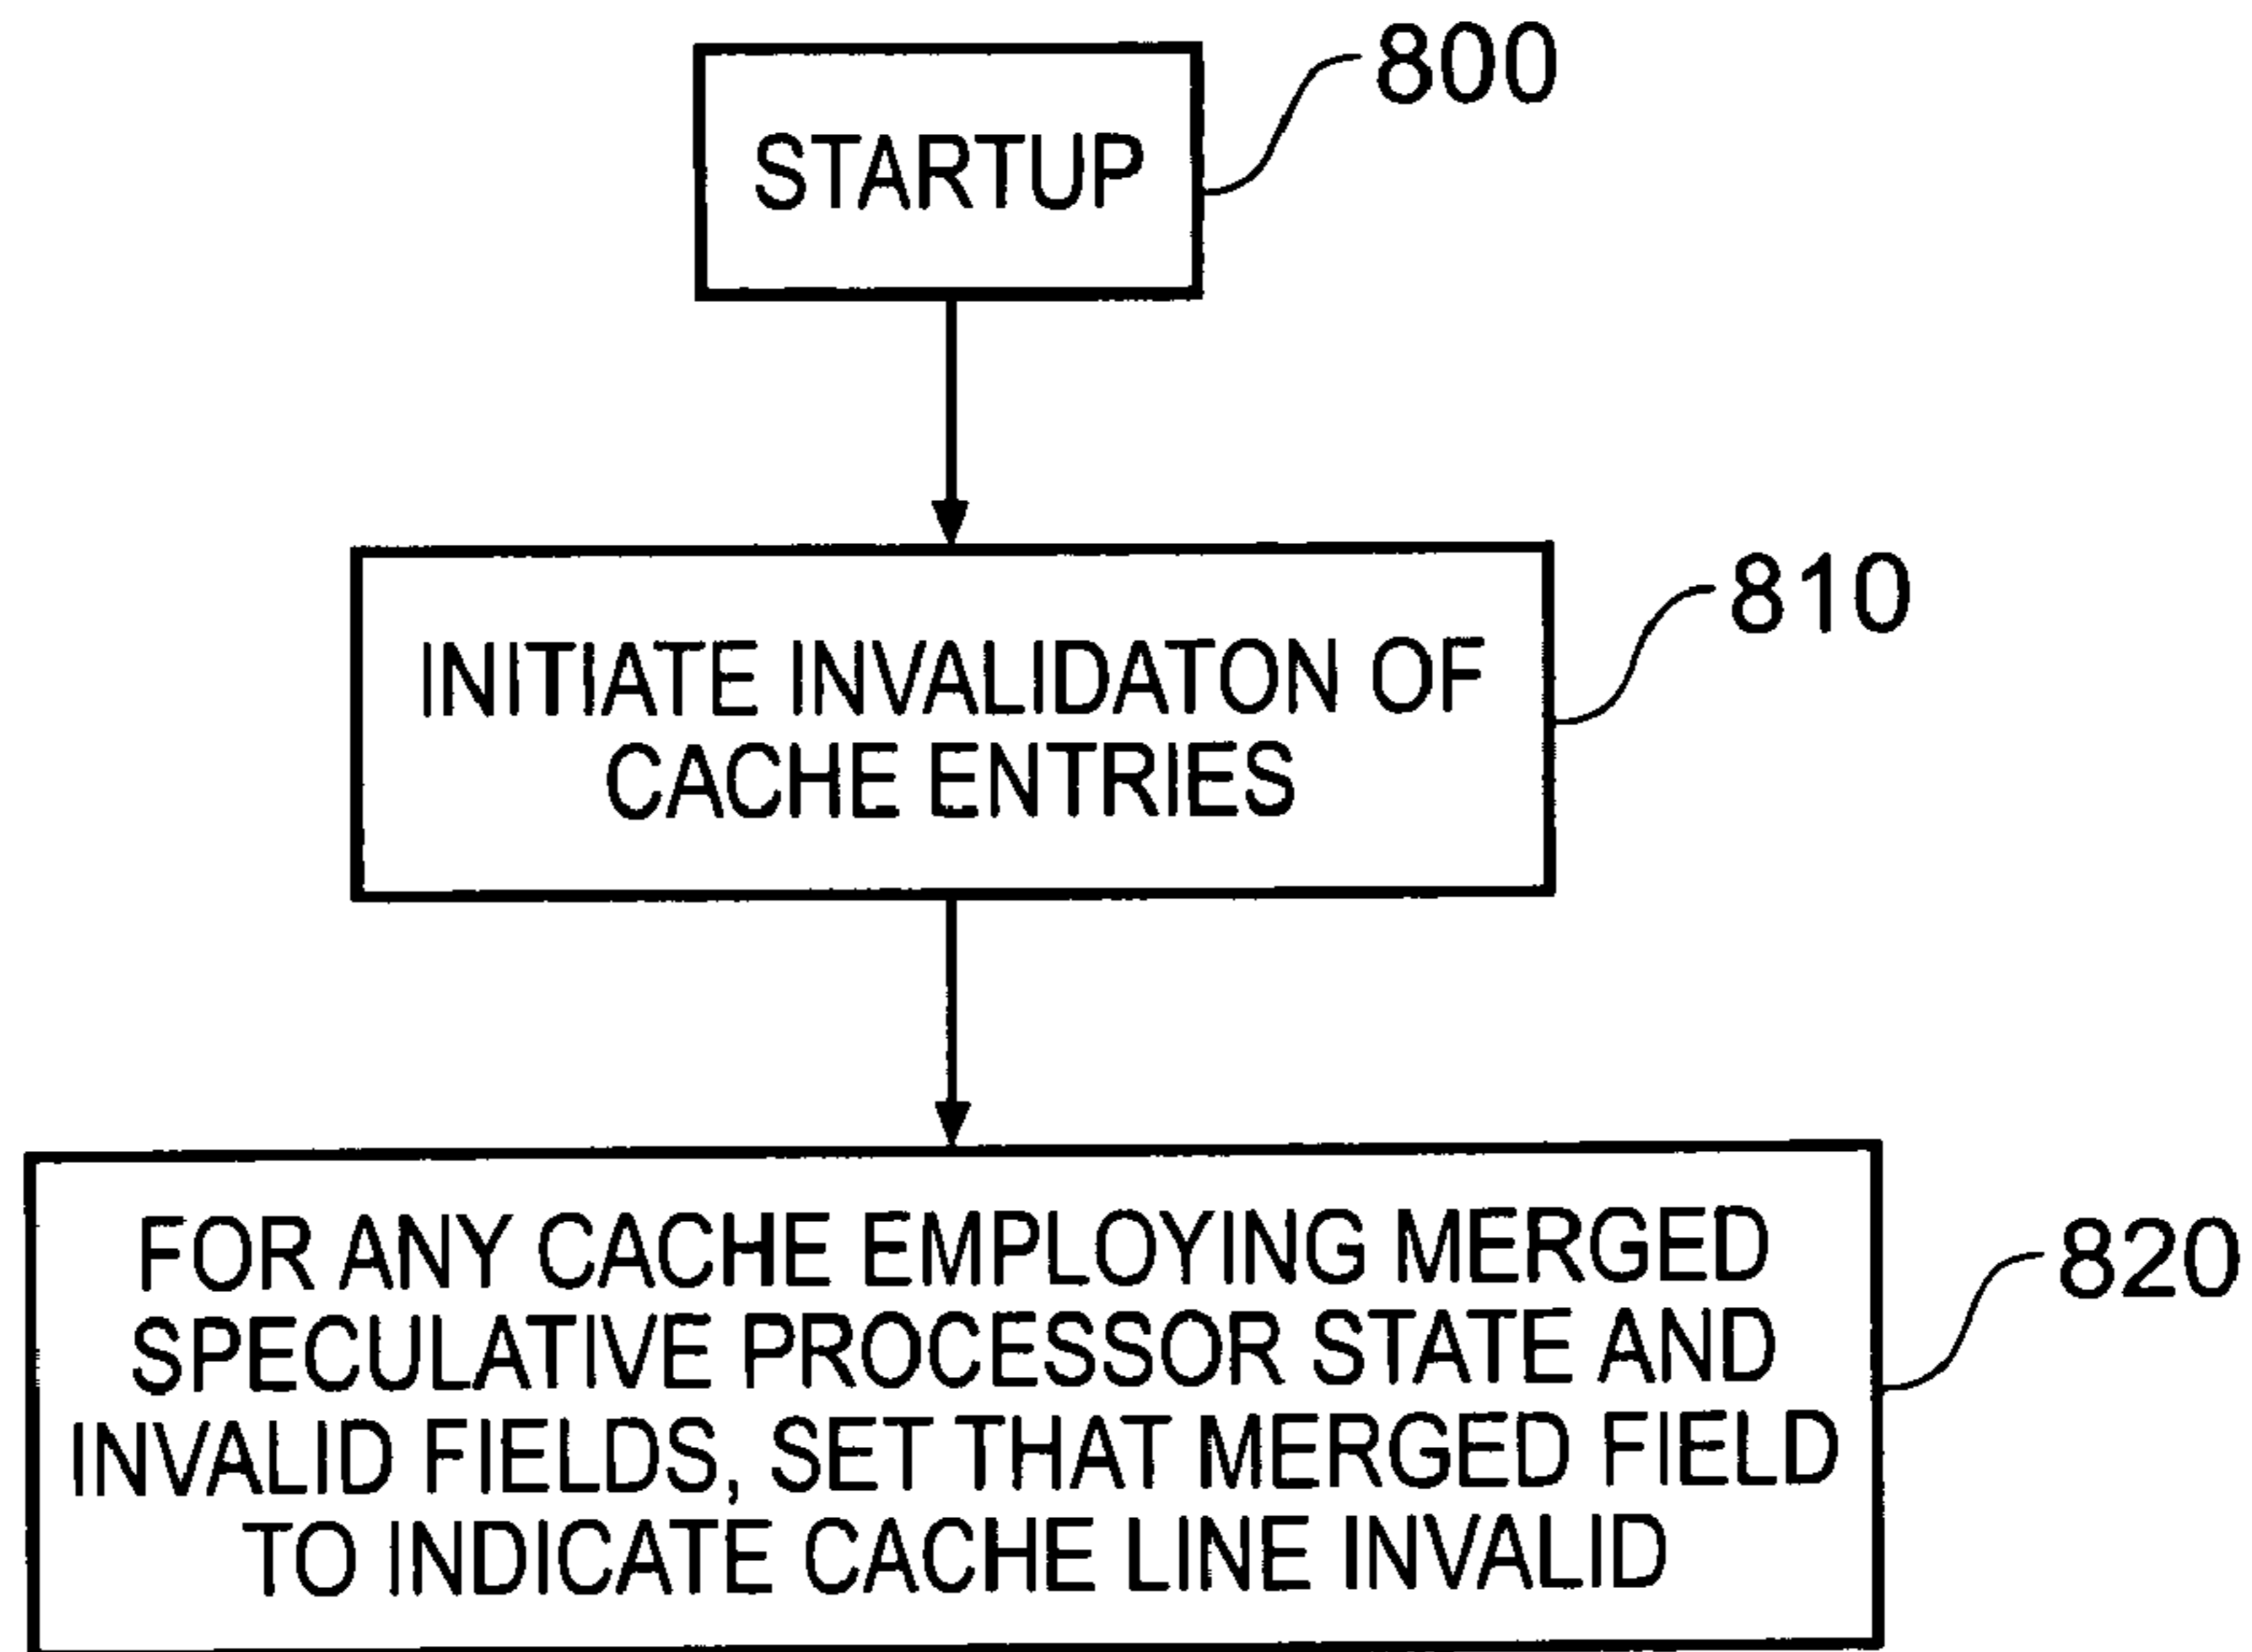 800
STARTUP
810
INITIATE INVALIDATON OF
CACHE ENTRIES
820
FOR ANY CACHE EMPLOYING MERGED
SPECULATIVE PROCESSOR STATE AND
INVALID FIELDS, SET THAT MERGED FIELD
TO INDICATE CACHE LINE INVALID